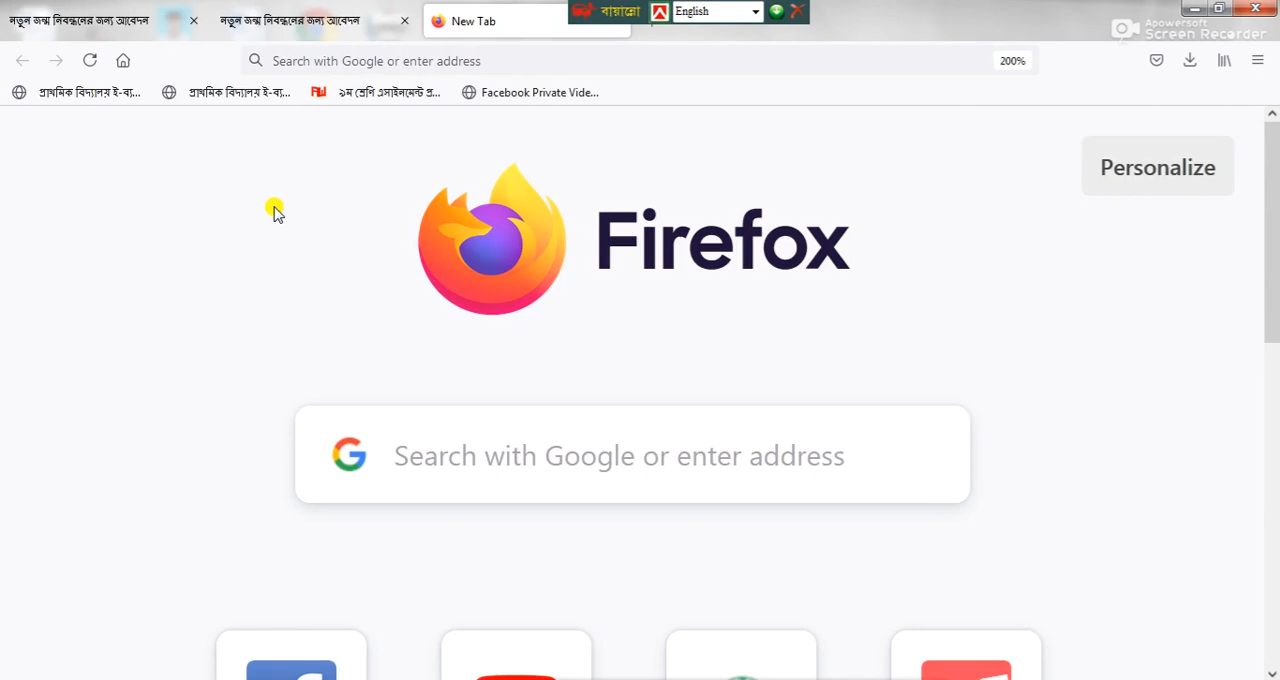 নতুন জন্ম নিবন্ধনের জন্য আবেদন
নতুন জন্ম নিবন্ধনের জন্য আবেদন
New Tab
বায়ান্নো
English
Apowersoft
Screen Recorder
Search with Google or enter address
200%
প্রাথমিক বিদ্যালয় ই-ব্য...
প্রাথমিক বিদ্যালয় ই-ব্য...
৯ম শ্রেণি এসাইনমেন্ট প্র...
Facebook Private Vide...
Personalize
Firefox
Search with Google or enter address